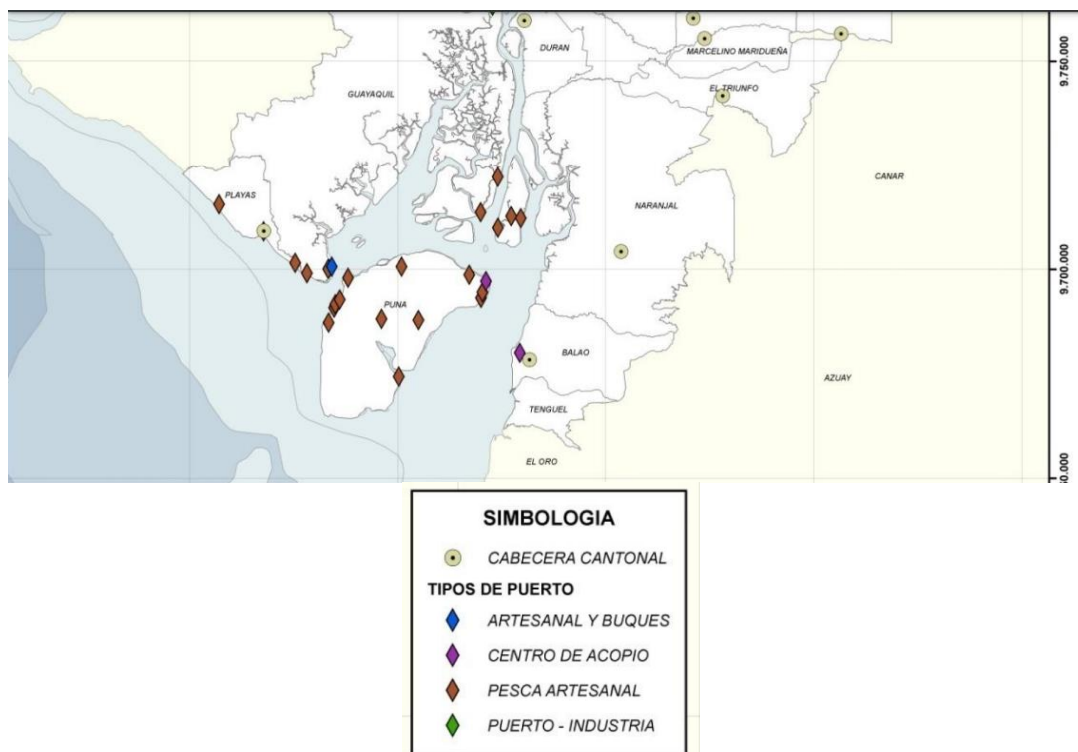 DURAN
MARCELINO MARIDUEÑA
9.750.000
GUAYAQUIL
EL TRIUNFO
CANAR
PLAYAS
NARANJAL
9.700.000
PUNA
BALAO
AZUAY
TENGUEL
EL ORO
SIMBOLOGIA
CABECERA CANTONAL
TIPOS DE PUERTO
ARTESANAL Y BUQUES
CENTRO DE ACOPIO
PESCA ARTESANAL
PUERTO - INDUSTRIA